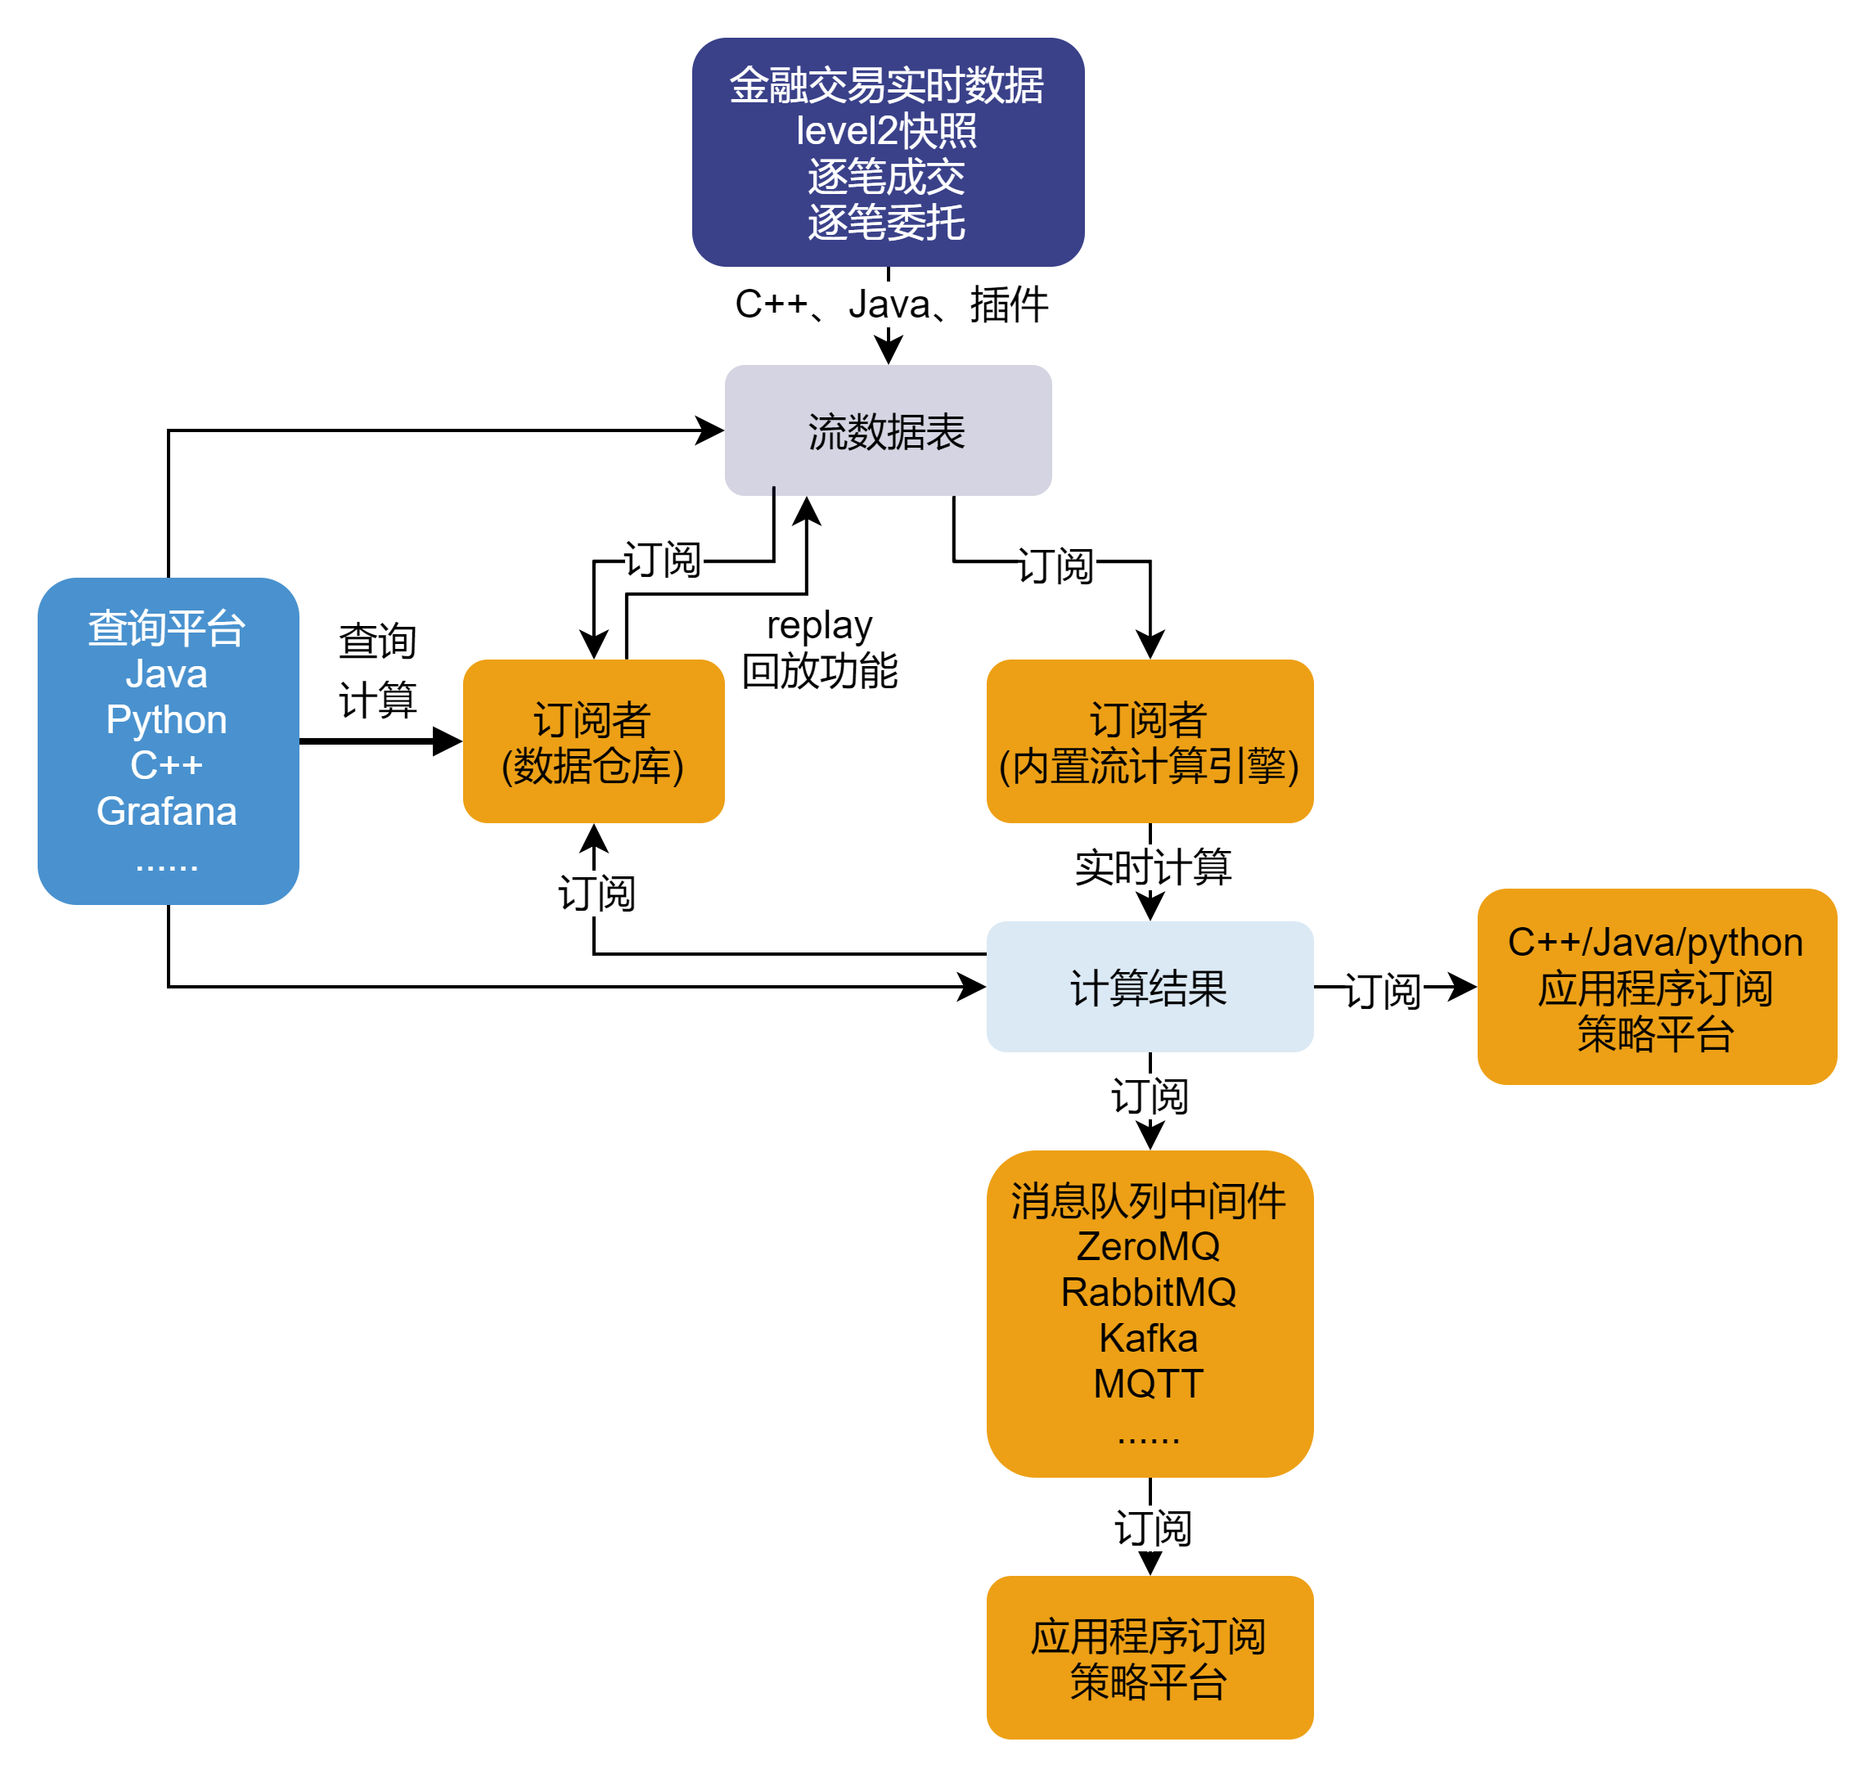 金融交易实时数据
level2快照
逐笔成交
逐笔委托
C++、Java、插件
流数据表
订阅
订阅
replay
回放功能
查询平台
Java
Python
C++
Grafana
......
查询
计算
订阅者
(数据仓库)
订阅者
(内置流计算引擎)
实时计算
订阅
计算结果
订阅
C++/Java/python
应用程序订阅
策略平台
订阅
消息队列中间件
ZeroMQ
RabbitMQ
Kafka
MQTT
......
订阅
应用程序订阅
策略平台